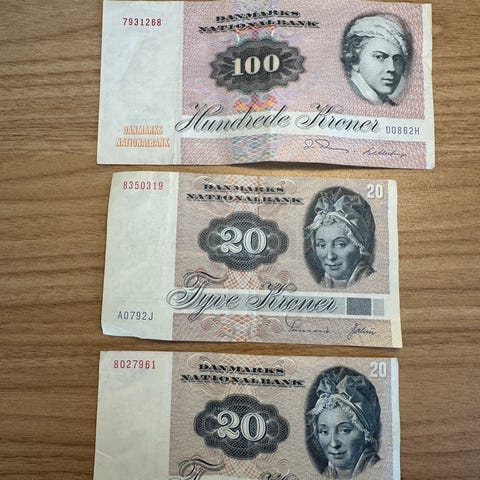 7931268
DANMARKS
NATIONALBANK
100
Hundrede Kroner
D0862H
DANMARKS
NATIONALBANK
8350319
DANMARKS
NATIONALBANK
20
20
Tyve Kroner
A0792J
8027961
DANMARKS
NATIONALBANK
20
20